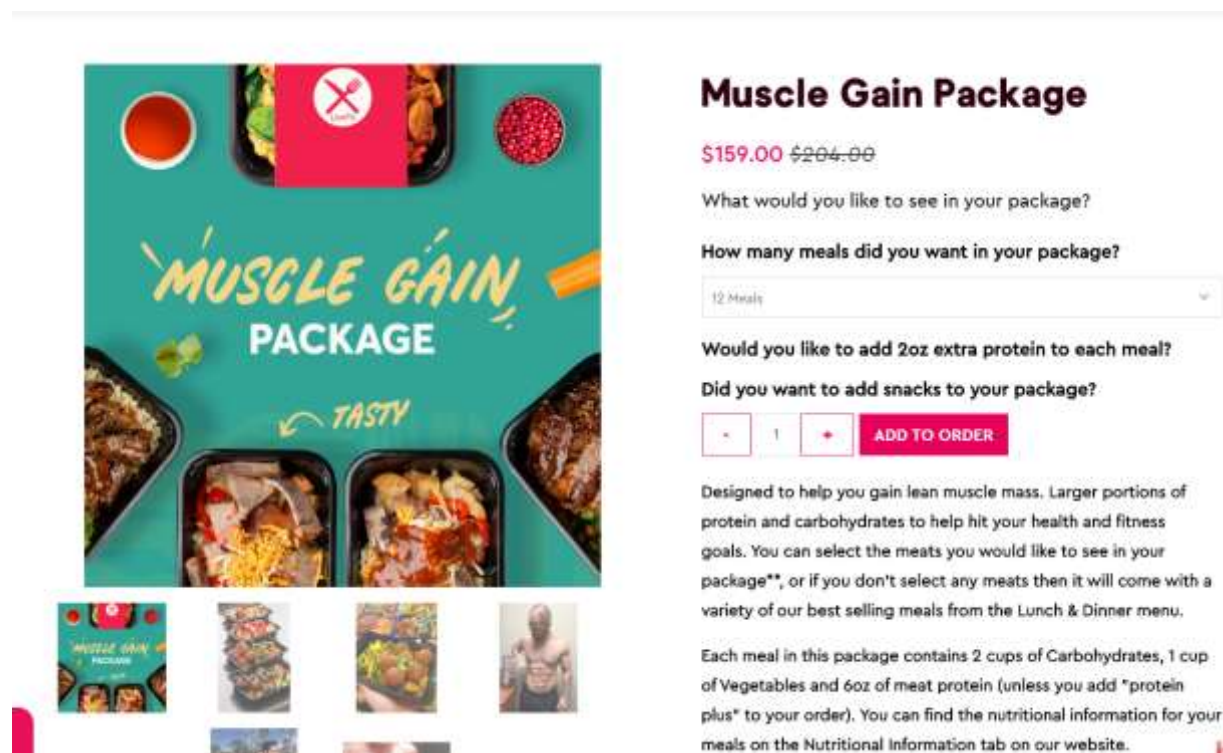 Muscle Gain Package
$159.00 $204.00
What would you like to see in your package?
How many meals did you want in your package?
12 Meals
Would you like to add 2oz extra protein to each meal?
Did you want to add snacks to your package?
- 1 + ADD TO ORDER
Designed to help you gain lean muscle mass. Larger portions of
protein and carbohydrates to help hit your health and fitness
goals. You can select the meats you would like to see in your
package**, or if you don't select any meats then it will come with a
variety of our best selling meals from the Lunch & Dinner menu.
Each meal in this package contains 2 cups of Carbohydrates, 1 cup
of Vegetables and 6oz of meat protein (unless you add "protein
plus" to your order). You can find the nutritional information for your
meals on the Nutritional Information tab on our website.
MUSCLE GAIN
PACKAGE
TASTY
MUSCLE GAIN
PACKAGE